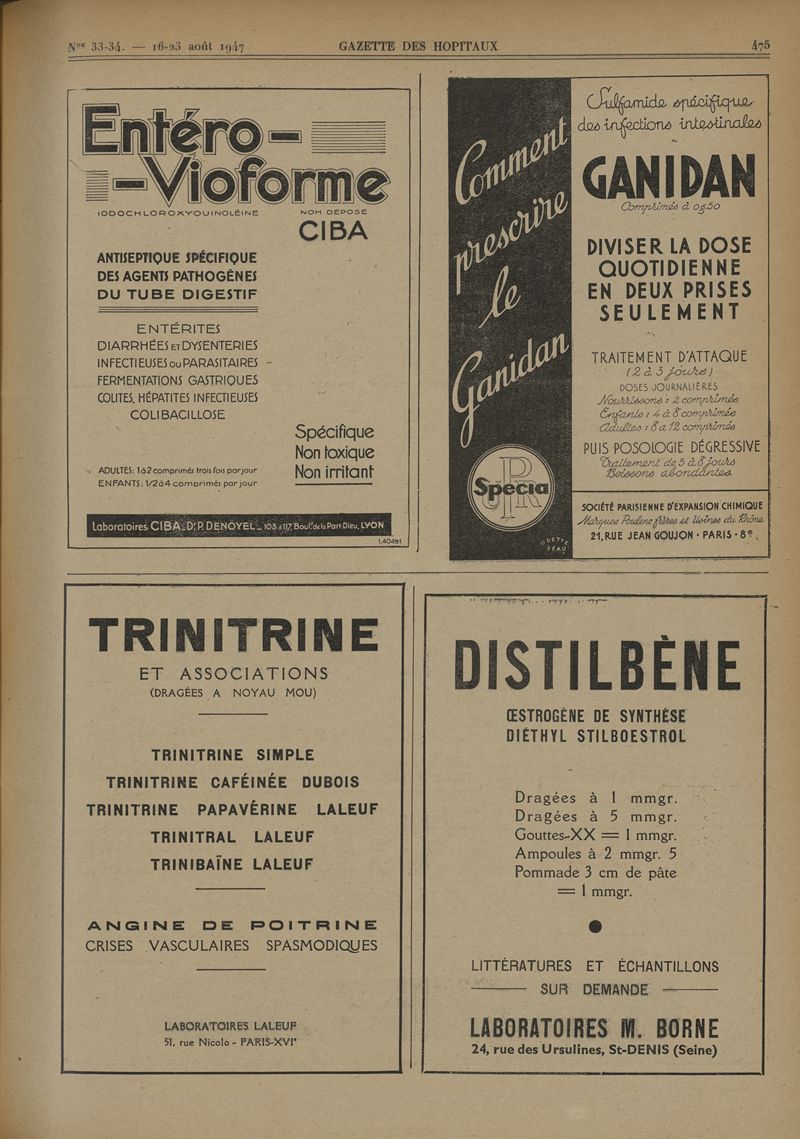 Nos 33-34. — 16-23 août 1947
GAZETTE DES HOPITAUX
475
Entéro-
-Vioforme
IODOCHLOROXYQUINOLÉINE
NOM DÉPOSÉ
CIBA
ANTISEPTIQUE SPÉCIFIQUE
DES AGENTS PATHOGÈNES
DU TUBE DIGESTIF
ENTÉRITES
DIARRHÉES ET DYSENTERIES
INFECTIEUSES ou PARASITAIRES
FERMENTATIONS GASTRIQUES
COLITES, HÉPATITES INFECTIEUSES
COLIBACILLOSE
Spécifique
Non toxique
Non irritant
ADULTES: 1 à 2 comprimés trois fois par jour
ENFANTS: 1/2 à 4 comprimés par jour
Laboratoires CIBA_Dr. P. DENOYEL_103 à 117, Boulvd de la Part-Dieu, LYON
Comment
prescrire
le
Ganidan
Specia
ODETTE
ZÉAU
Sulfamide spécifique
des infections intestinales
GANIDAN
Comprimés à 0g50
DIVISER LA DOSE
QUOTIDIENNE
EN DEUX PRISES
SEULEMENT
TRAITEMENT D'ATTAQUE
(2 à 3 jours)
DOSES JOURNALIÈRES
Nourrissons : 2 comprimés
Enfants : 4 à 8 comprimés
Adultes : 8 à 12 comprimés
PUIS POSOLOGIE DÉGRESSIVE
Traitement de 5 à 8 jours
Boissons abondantes
SOCIÉTÉ PARISIENNE D'EXPANSION CHIMIQUE
Marques Poulenc frères et Usines du Rhône
21, RUE JEAN GOUJON · PARIS · 8e
TRINITRINE
ET ASSOCIATIONS
(DRAGÉES A NOYAU MOU)
TRINITRINE SIMPLE
TRINITRINE CAFÉINÉE DUBOIS
TRINITRINE PAPAVÉRINE LALEUF
TRINITRAL LALEUF
TRINIBAÏNE LALEUF
ANGINE DE POITRINE
CRISES VASCULAIRES SPASMODIQUES
LABORATOIRES LALEUF
51, rue Nicolo - PARIS-XVIe
DISTILBÈNE
ŒSTROGÈNE DE SYNTHÈSE
DIÉTHYL STILBOESTROL
Dragées à 1 mmgr.
Dragées à 5 mmgr.
Gouttes-XX = 1 mmgr.
Ampoules à 2 mmgr. 5
Pommade 3 cm de pâte
= 1 mmgr.
LITTÉRATURES ET ÉCHANTILLONS
SUR DEMANDE
LABORATOIRES M. BORNE
24, rue des Ursulines, St-DENIS (Seine)